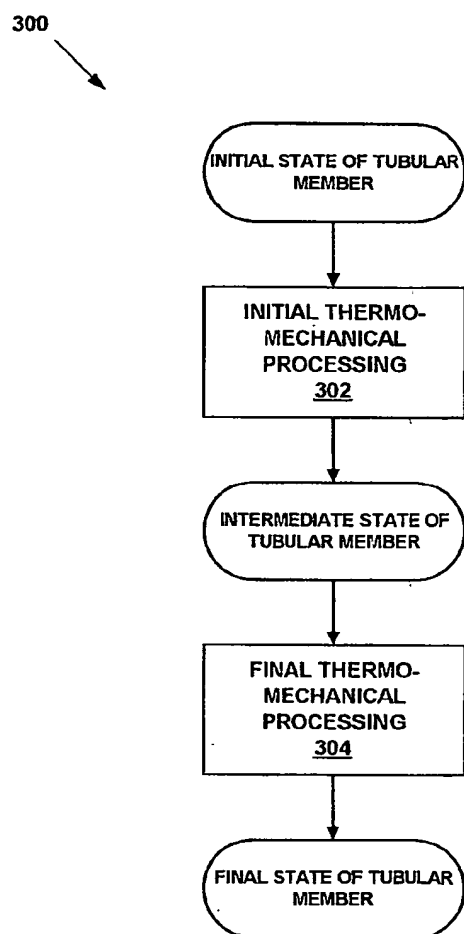 300
INITIAL STATE OF TUBULAR
MEMBER
INITIAL THERMO-
MECHANICAL
PROCESSING
302
INTERMEDIATE STATE OF
TUBULAR MEMBER
FINAL THERMO-
MECHANICAL
PROCESSING
304
FINAL STATE OF TUBULAR
MEMBER